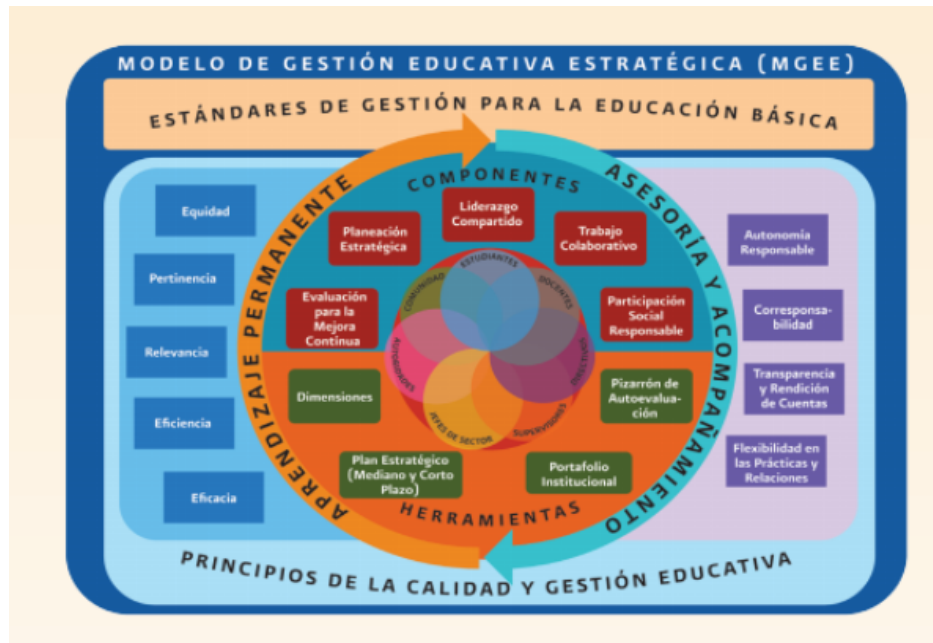 MODELO DE GESTIÓN EDUCATIVA ESTRATÉGICA (MGEE)
ESTÁNDARES DE GESTIÓN PARA LA EDUCACIÓN BÁSICA
Equidad
Pertinencia
Relevancia
Eficiencia
Eficacia
APRENDIZAJE PERMANENTE
COMPONENTES
Liderazgo
Compartido
Planeación
Estratégica
Trabajo
Colaborativo
Evaluación
para la
Mejora
Continua
Participación
Social
Responsable
ESTUDIANTES
DOCENTES
DIRECTIVOS
SUPERVISORES
JEFES DE SECTOR
AUTORIDADES
COMUNIDAD
Dimensiones
Pizarrón de
Autoevalua-
ción
Plan Estratégico
(Mediano y Corto
Plazo)
Portafolio
Institucional
HERRAMIENTAS
ASESORÍA Y ACOMPAÑAMIENTO
Autonomía
Responsable
Corresponsa-
bilidad
Transparencia
y Rendición
de Cuentas
Flexibilidad en
las Prácticas y
Relaciones
PRINCIPIOS DE LA CALIDAD Y GESTIÓN EDUCATIVA